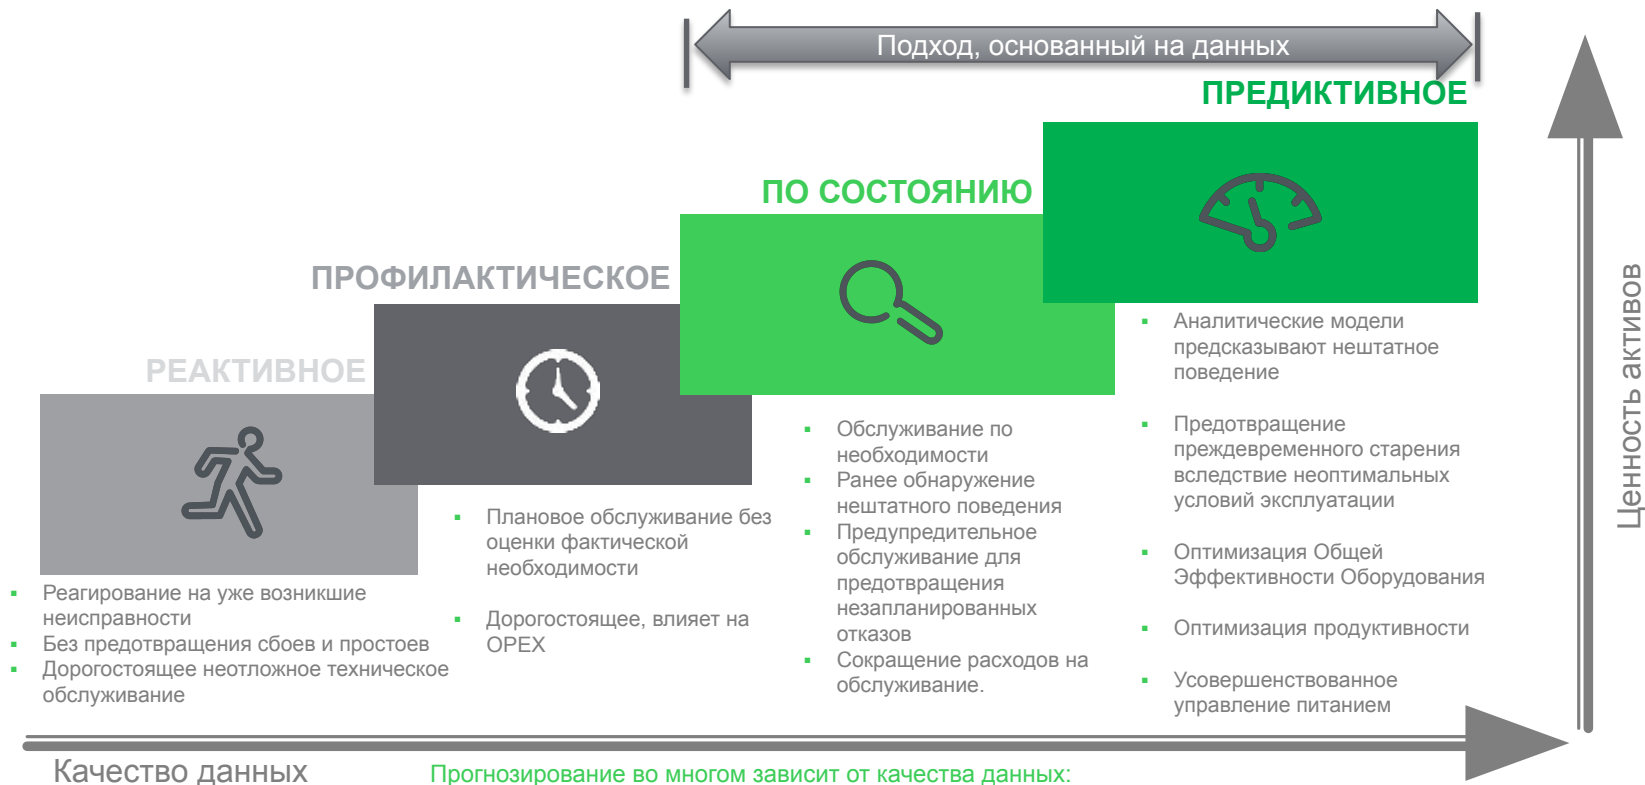 Подход, основанный на данных
ПРЕДИКТИВНОЕ
ПО СОСТОЯНИЮ
ПРОФИЛАКТИЧЕСКОЕ
РЕАКТИВНОЕ
▪ Реагирование на уже возникшие
неисправности
▪ Без предотвращения сбоев и простоев
▪ Дорогостоящее неотложное техническое
обслуживание
▪ Плановое обслуживание без
оценки фактической
необходимости
▪ Дорогостоящее, влияет на
OPEX
▪ Обслуживание по
необходимости
▪ Ранее обнаружение
нештатного поведения
▪ Предупредительное
обслуживание для
предотвращения
незапланированных
отказов
▪ Сокращение расходов на
обслуживание.
▪ Аналитические модели
предсказывают нештатное
поведение
▪ Предотвращение
преждевременного старения
вследствие неоптимальных
условий эксплуатации
▪ Оптимизация Общей
Эффективности Оборудования
▪ Оптимизация продуктивности
▪ Усовершенствованное
управление питанием
Ценность активов
Качество данных
Прогнозирование во многом зависит от качества данных: